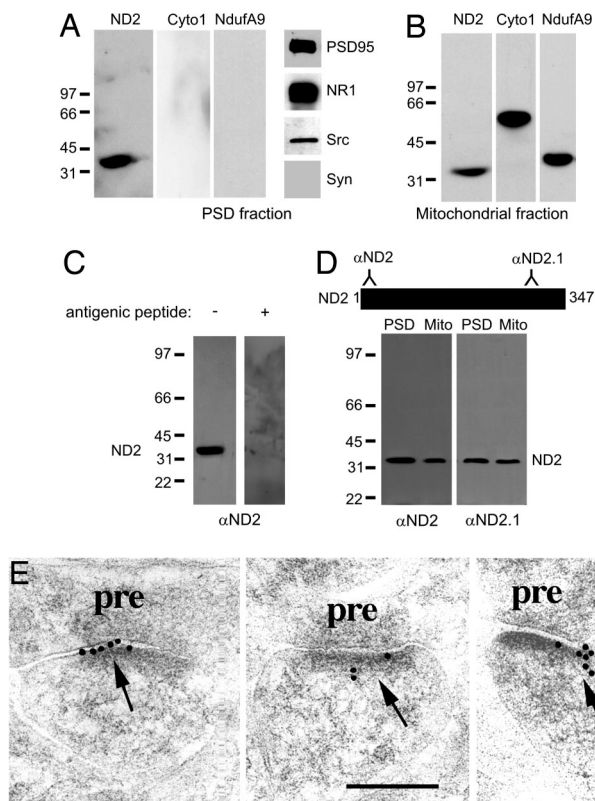 A
ND2 Cyto1 NdufA9
97
66
45
31
PSD95
NR1
Src
Syn
PSD fraction
B
ND2 Cyto1 NdufA9
97
66
45
31
Mitochondrial fraction
C
antigenic peptide: - +
97
66
45
ND2 31
22
αND2
D
αND2 αND2.1
ND2 1 347
PSD Mito PSD Mito
97
66
45
31 ND2
22
αND2 αND2.1
E
pre pre pre